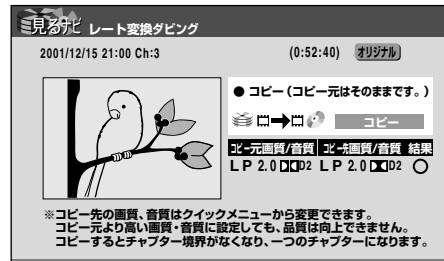 見るナビ レート変換ダビング
2001/12/15 21:00 Ch:3 (0:52:40) オリジナル
● コピー(コピー元はそのままです。)
コピー
コピー元画質/音質 コピー先画質/音質 結果
LP 2.0 D2 LP 2.0 D2 ○
※コピー先の画質、音質はクイックメニューから変更できます。
コピー元より高い画質・音質に設定しても、品質は向上できません。
コピーするとチャプター境界がなくなり、一つのチャプターになります。